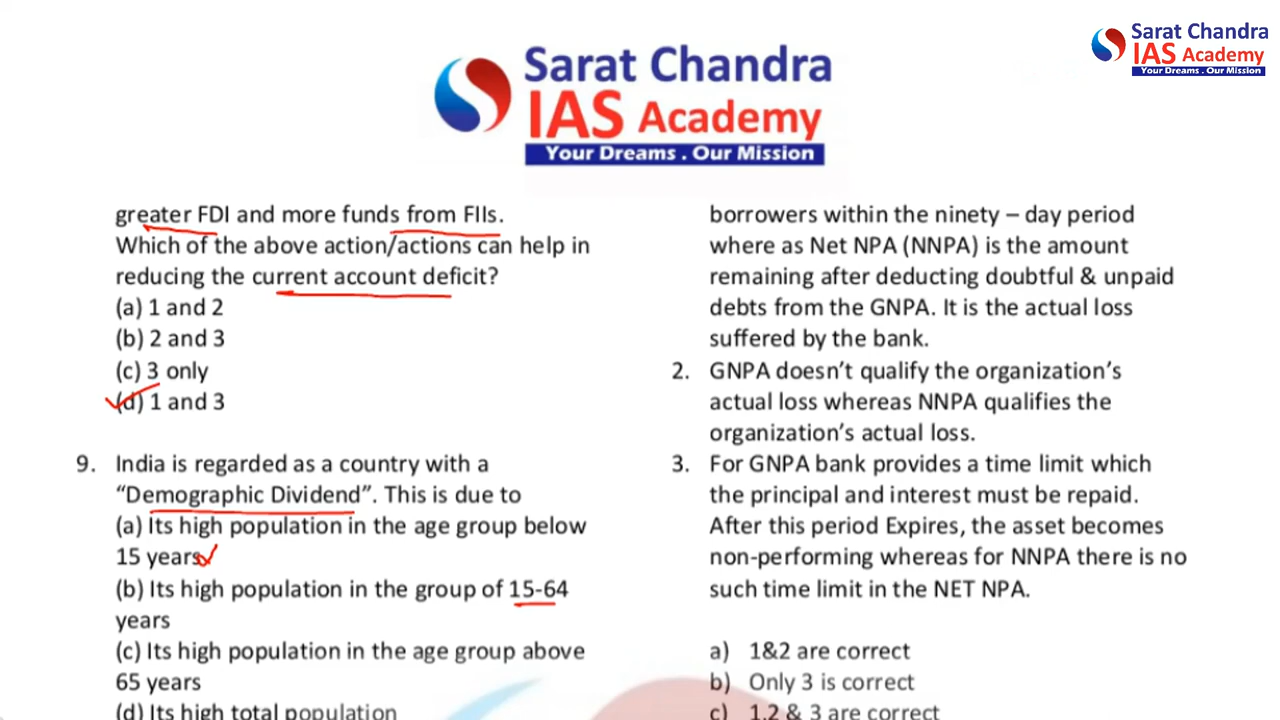 Sarat Chandra
IAS Academy
Your Dreams . Our Mission
Sarat Chandra
IAS Academy
Your Dreams . Our Mission
greater FDI and more funds from FIIs.
Which of the above action/actions can help in
reducing the current account deficit?
(a) 1 and 2
(b) 2 and 3
(c) 3 only
(d) 1 and 3
9. India is regarded as a country with a
“Demographic Dividend”. This is due to
(a) Its high population in the age group below
15 years
(b) Its high population in the group of 15-64
years
(c) Its high population in the age group above
65 years
(d) Its high total population
borrowers within the ninety – day period
where as Net NPA (NNPA) is the amount
remaining after deducting doubtful & unpaid
debts from the GNPA. It is the actual loss
suffered by the bank.
2. GNPA doesn’t qualify the organization’s
actual loss whereas NNPA qualifies the
organization’s actual loss.
3. For GNPA bank provides a time limit which
the principal and interest must be repaid.
After this period Expires, the asset becomes
non-performing whereas for NNPA there is no
such time limit in the NET NPA.
a) 1&2 are correct
b) Only 3 is correct
c) 1,2 & 3 are correct